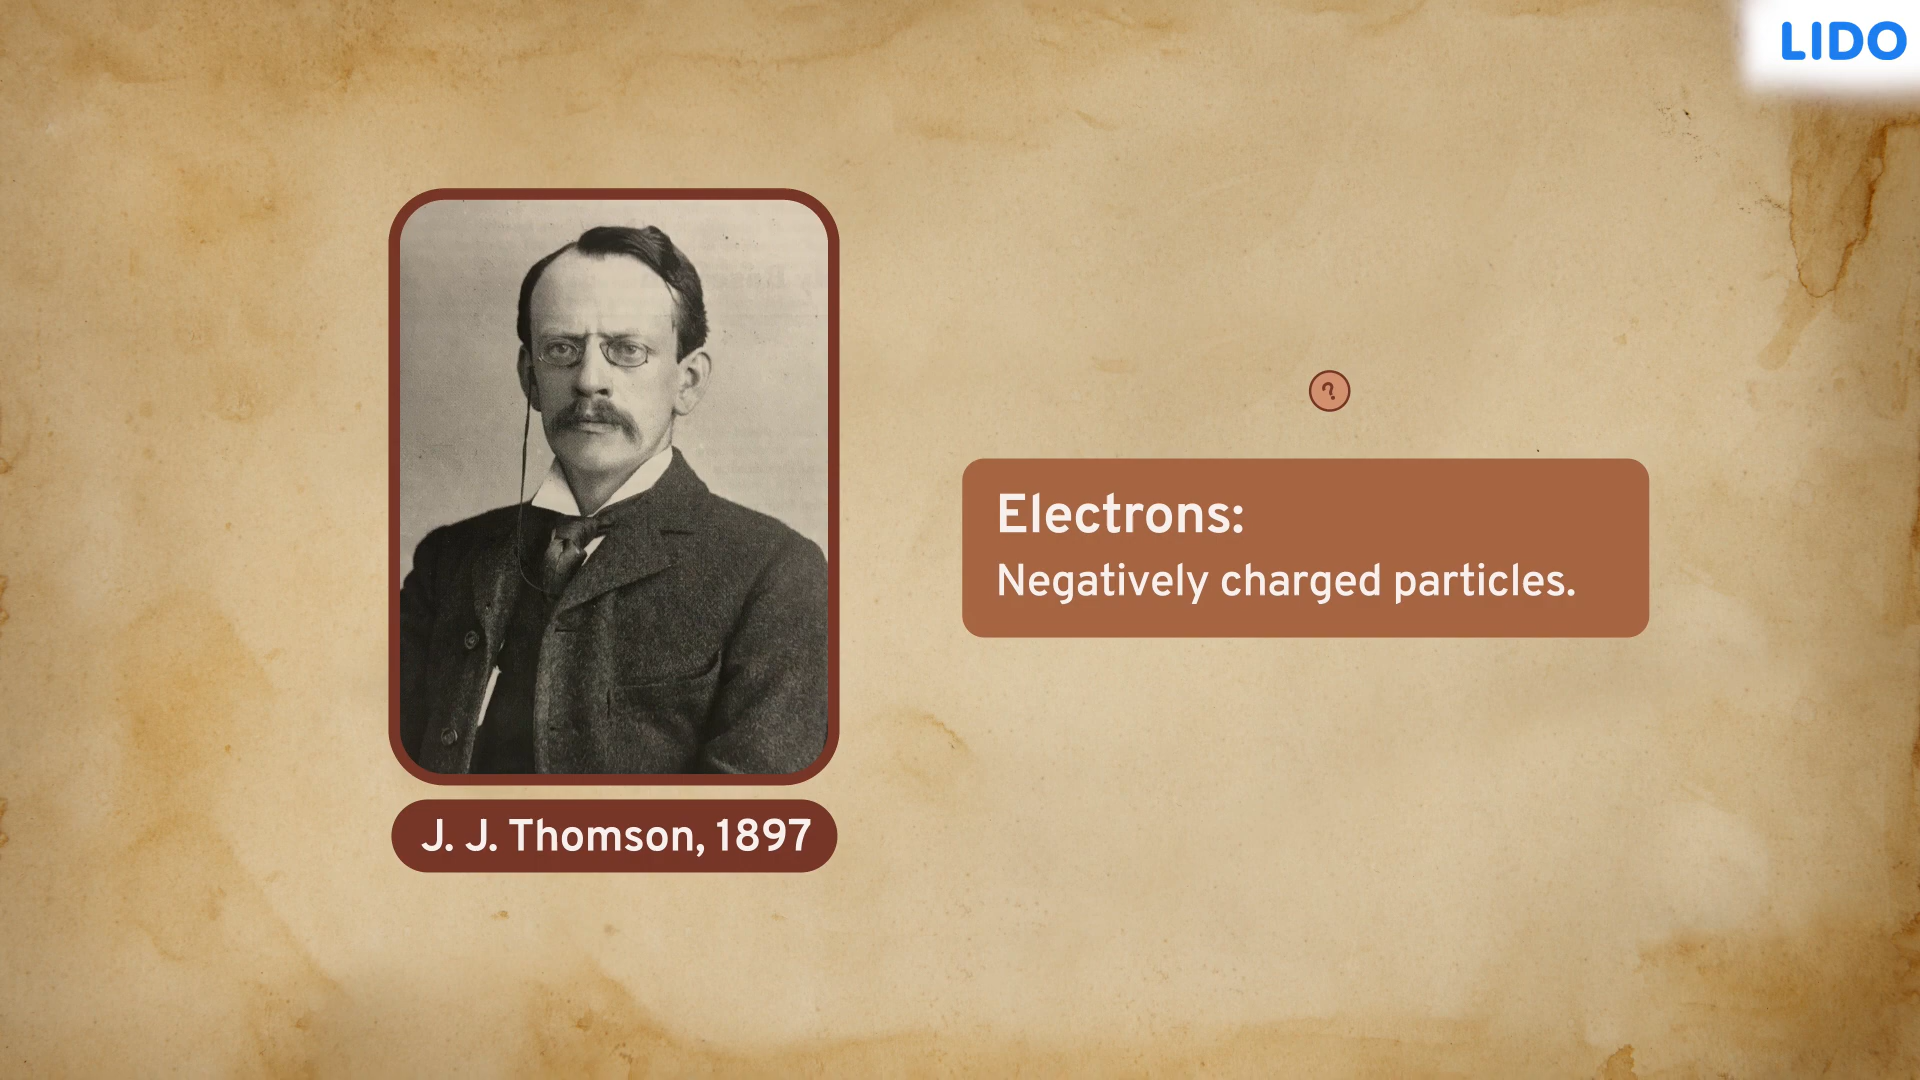 LIDO
?
Electrons:
Negatively charged particles.
J. J. Thomson, 1897